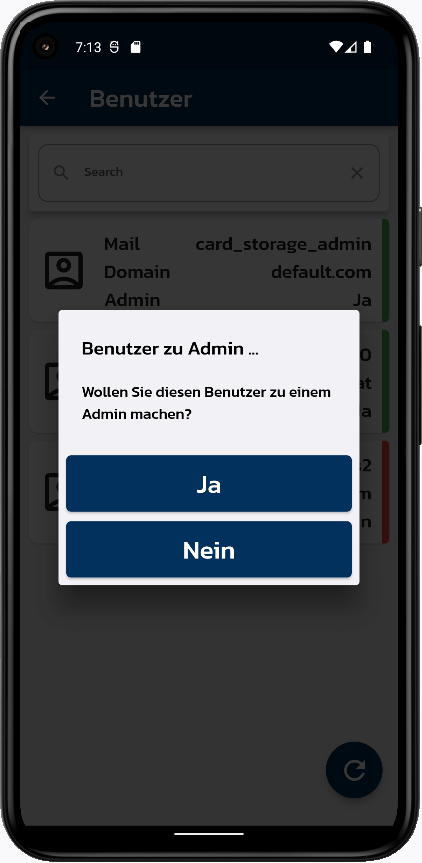 7:13
Benutzer
Search
Mail card_storage_admin
Domain default.com
Admin Ja
Benutzer zu Admin ...
Wollen Sie diesen Benutzer zu einem
Admin machen?
Ja
Nein